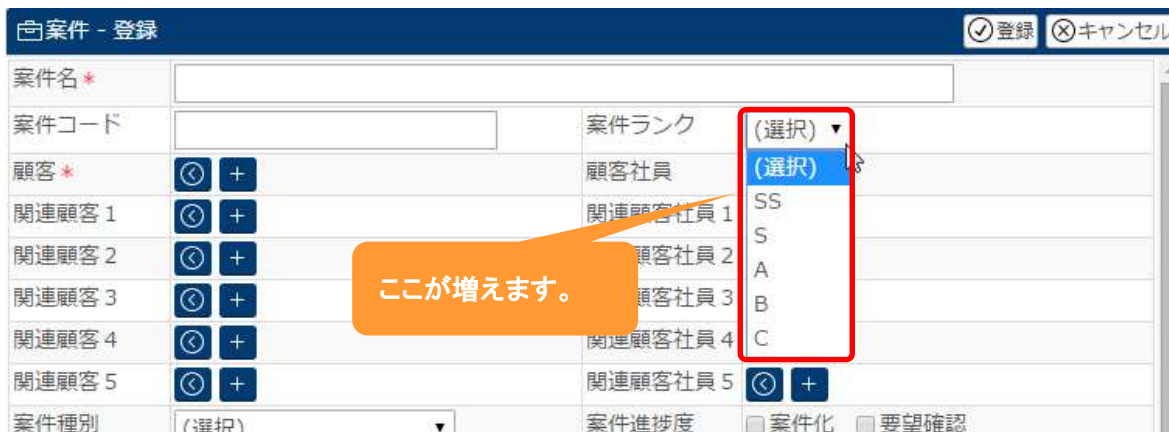 案件 - 登録 登録 キャンセル
案件名*
案件コード 案件ランク (選択)
顧客* 顧客社員 (選択)
関連顧客1 関連顧客社員1 SS
S
関連顧客2 顧客社員2 A
ここが増えます。
関連顧客3 顧客社員3 B
関連顧客4 関連顧客社員4 C
関連顧客5 関連顧客社員5
案件種別 (選択) 案件進捗度 案件化 要望確認